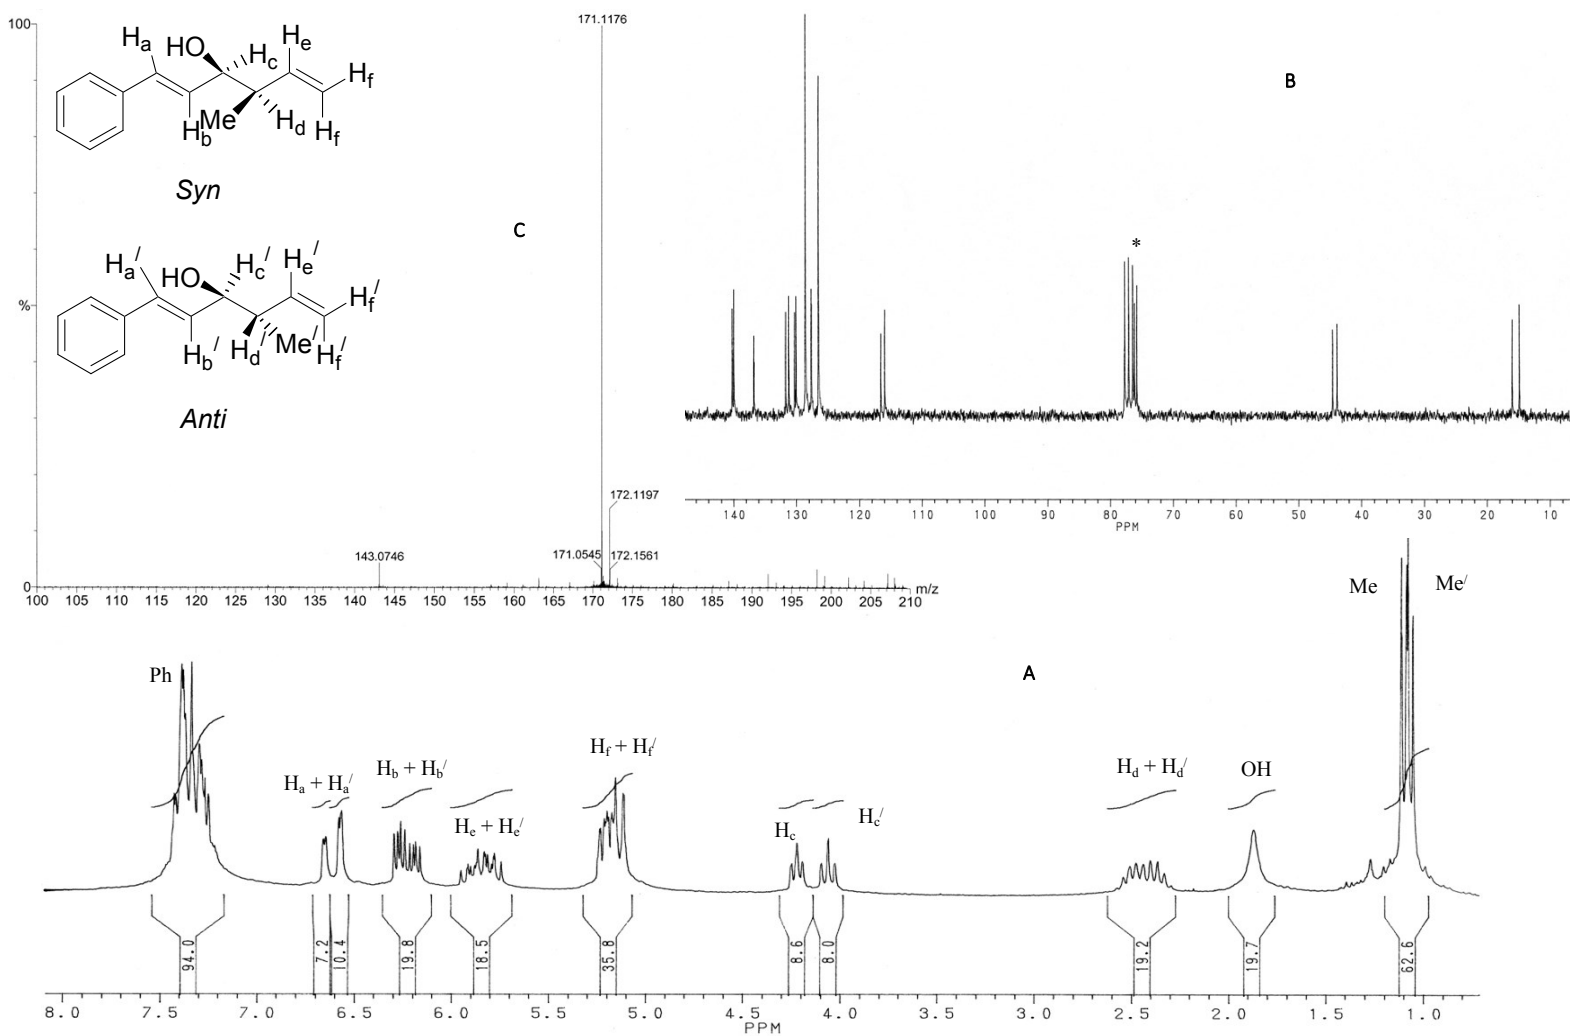 100
171.1176
B
Ha
HO
Hc
He
Hf
Hb
Me
Hd
Hf
Syn
C
*
Ha/
HO
Hc/
He/
Hf/
Hb/
Hd/
Me/
Hf/
Anti
%
172.1197
143.0746
171.0545
172.1561
0
100 105 110 115 120 125 130 135 140 145 150 155 160 165 170 175 180 185 190 195 200 205 210 m/z
140 130 120 110 100 90 80 70 60 50 40 30 20 10
PPM
Me
Me/
Ph
A
Ha + Ha/
Hb + Hb/
He + He/
Hf + Hf/
Hc
Hc/
Hd + Hd/
OH
94.0
7.2
10.4
19.8
18.5
35.8
8.6
8.0
19.2
19.7
62.6
8.0 7.5 7.0 6.5 6.0 5.5 5.0 4.5 4.0 3.5 3.0 2.5 2.0 1.5 1.0
PPM